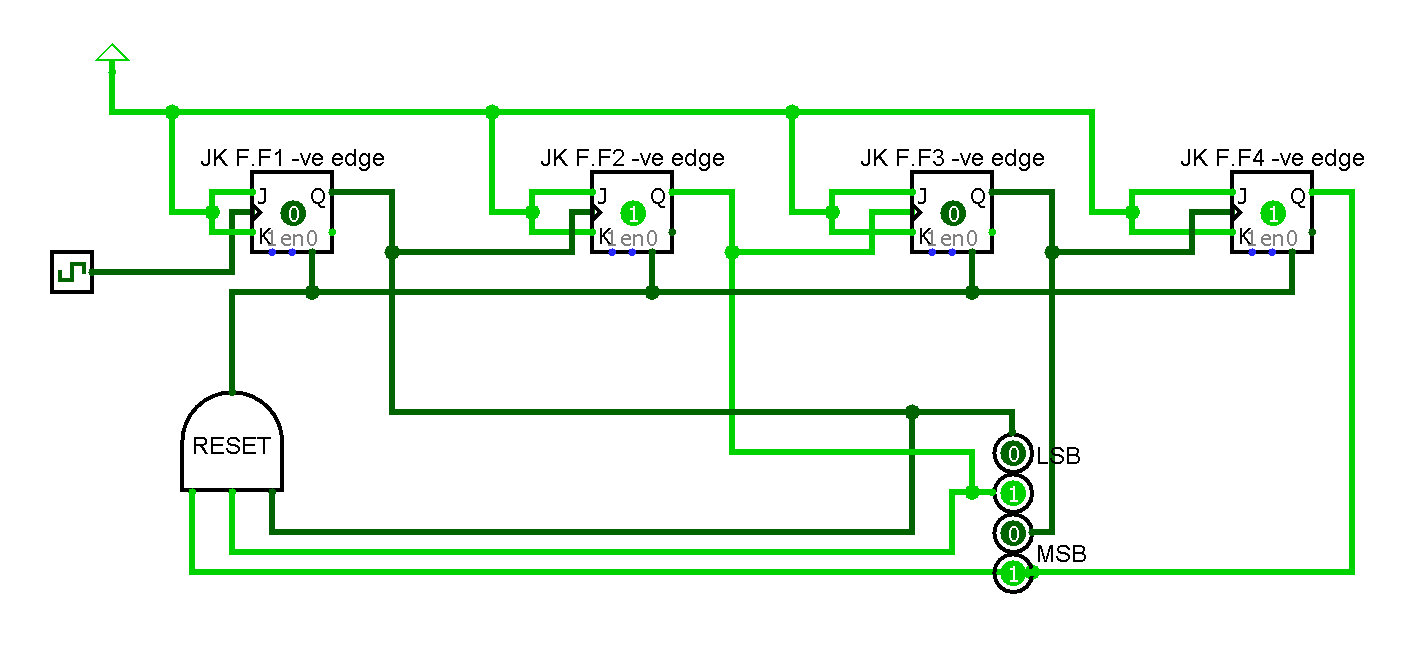 JK F.F1 -ve edge
JK F.F2 -ve edge
JK F.F3 -ve edge
JK F.F4 -ve edge
J Q
0
K 1 en 0
J Q
1
K 1 en 0
J Q
0
K 1 en 0
J Q
1
K 1 en 0
RESET
0 LSB
1
0
MSB
1